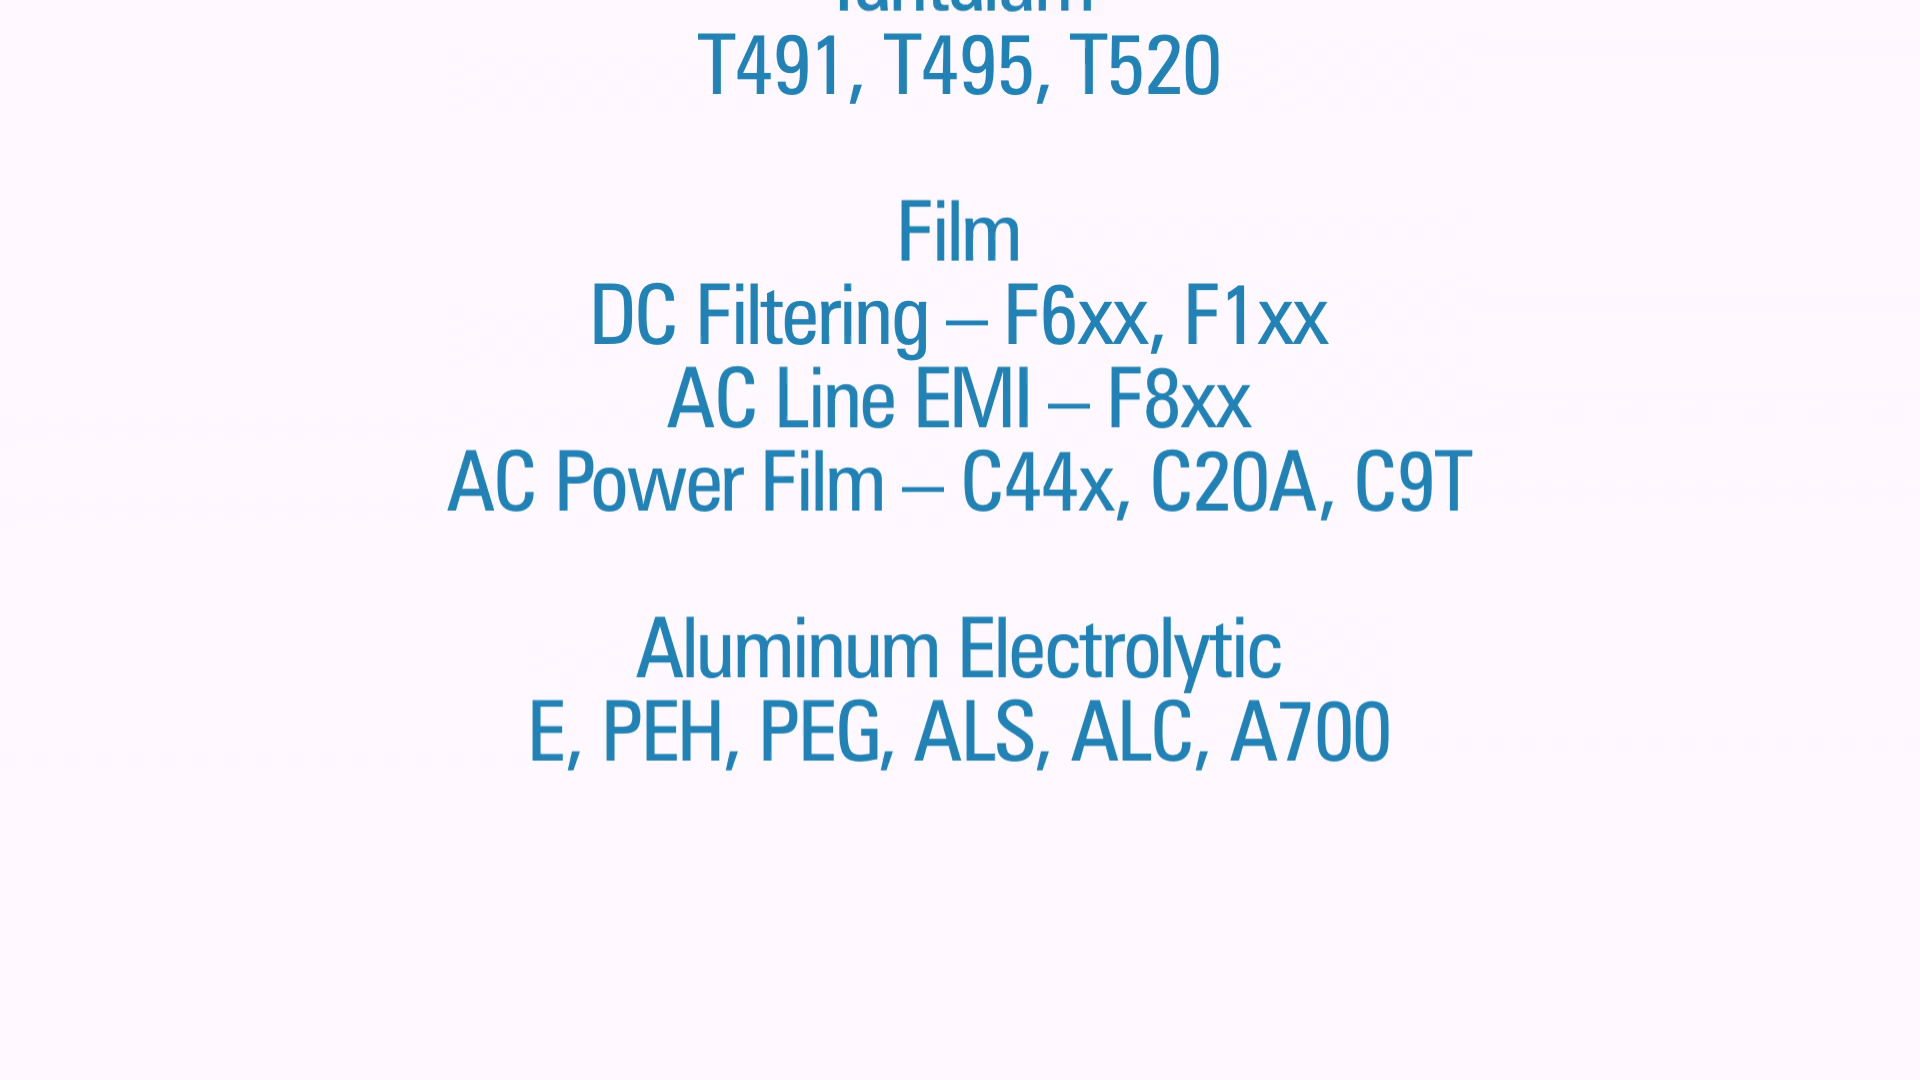 Tantalum
T491, T495, T520
Film
DC Filtering – F6xx, F1xx
AC Line EMI – F8xx
AC Power Film – C44x, C20A, C9T
Aluminum Electrolytic
E, PEH, PEG, ALS, ALC, A700